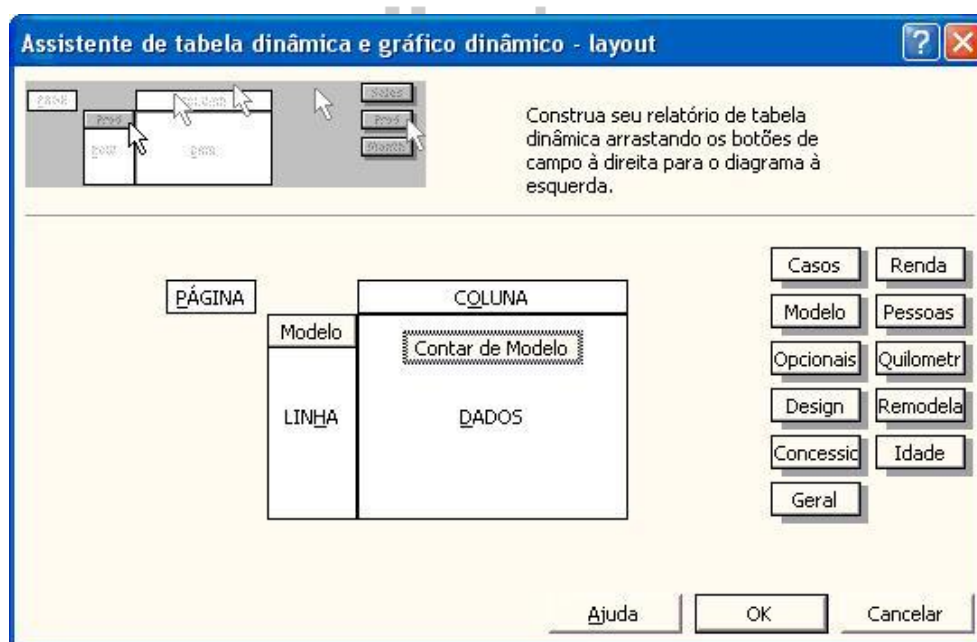 Assistente de tabela dinâmica e gráfico dinâmico - layout
Construa seu relatório de tabela
dinâmica arrastando os botões de
campo à direita para o diagrama à
esquerda.
PÁGINA
COLUNA
Modelo
Contar de Modelo
LINHA
DADOS
Casos
Renda
Modelo
Pessoas
Opcionais
Quilometr
Design
Remodela
Concessic
Idade
Geral
Ajuda
OK
Cancelar